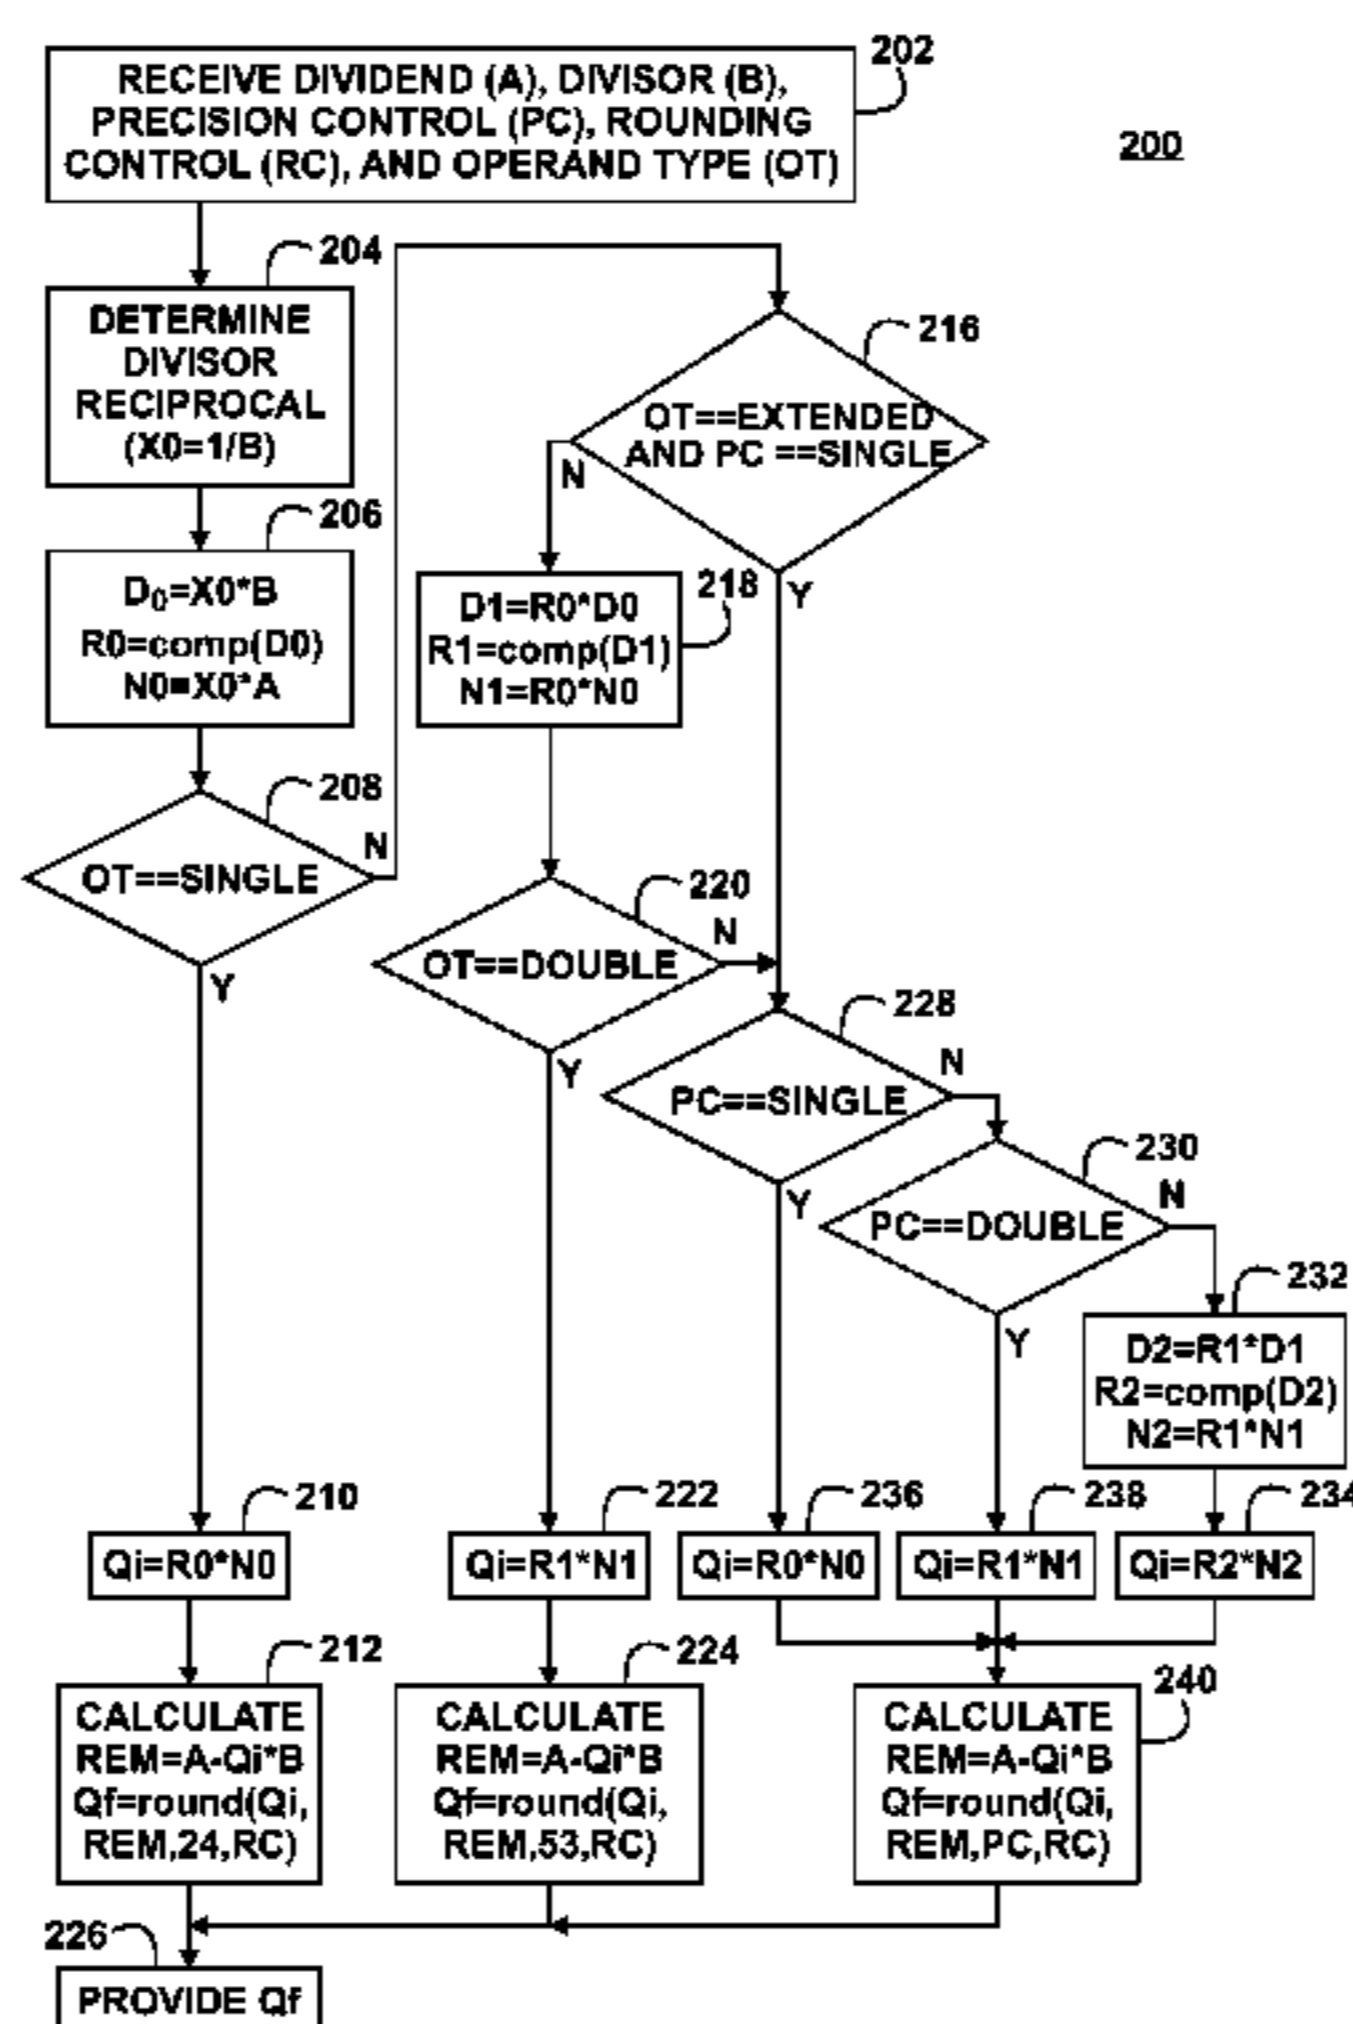 202
RECEIVE DIVIDEND (A), DIVISOR (B),
PRECISION CONTROL (PC), ROUNDING
CONTROL (RC), AND OPERAND TYPE (OT)
200
204
DETERMINE
DIVISOR
RECIPROCAL
(X0=1/B)
206
D0=X0*B
R0=comp(D0)
N0=X0*A
208
OT==SINGLE
N
Y
216
OT==EXTENDED
AND PC ==SINGLE
N
Y
218
D1=R0*D0
R1=comp(D1)
N1=R0*N0
220
OT==DOUBLE
N
Y
228
PC==SINGLE
N
Y
230
PC==DOUBLE
N
Y
232
D2=R1*D1
R2=comp(D2)
N2=R1*N1
210
Qi=R0*N0
222
Qi=R1*N1
236
Qi=R0*N0
238
Qi=R1*N1
234
Qi=R2*N2
212
CALCULATE
REM=A-Qi*B
Qf=round(Qi,
REM,24,RC)
224
CALCULATE
REM=A-Qi*B
Qf=round(Qi,
REM,53,RC)
240
CALCULATE
REM=A-Qi*B
Qf=round(Qi,
REM,PC,RC)
226
PROVIDE Qf